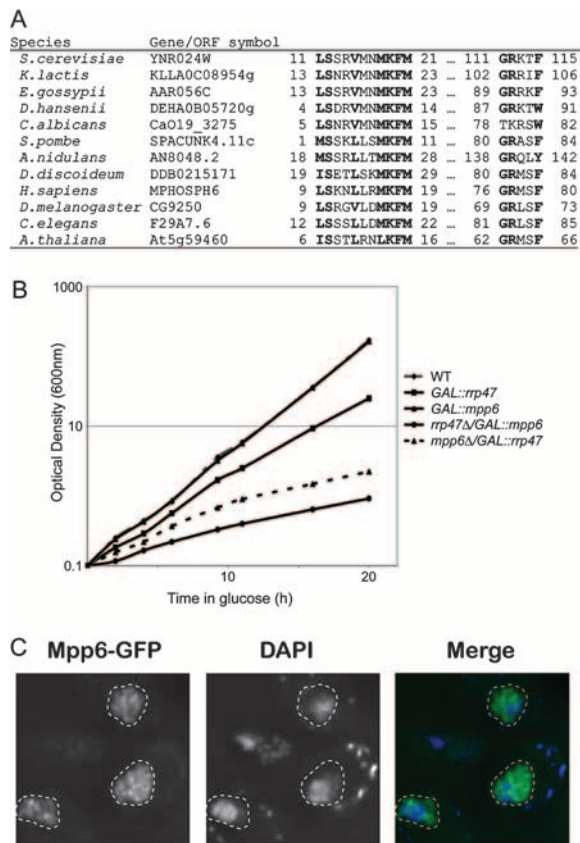 A
Species Gene/ORF symbol
S.cerevisiae YNR024W 11 LSSRVMNMKFM 21 … 111 GRKTF 115
K.lactis KLLA0C08954g 13 LSNRVMNMKFM 23 … 102 GRRIF 106
E.gossypii AAR056C 13 LSSRVMNMKFM 23 … 89 GRRKF 93
D.hansenii DEHA0B05720g 4 LSDRVMNMKFM 14 … 87 GRKTW 91
C.albicans CaO19_3275 5 LSNRVMNMKFM 15 … 78 TKRSW 82
S.pombe SPACUNK4.11c 1 MSSKLLSMKFM 11 … 80 GRASF 84
A.nidulans AN8048.2 18 MSSRLLTMKFM 28 … 138 GRQLY 142
D.discoideum DDB0215171 19 ISETLSKMKFM 29 … 80 GRMSF 84
H.sapiens MPHOSPH6 9 LSKNLLRMKFM 19 … 76 GRMSF 80
D.melanogaster CG9250 9 LSRGVLDMKFM 19 … 69 GRLSF 73
C.elegans F29A7.6 12 LSSSLLDMKFM 22 … 81 GRLSF 85
A.thaliana At5g59460 6 ISSTLRNLKFM 16 … 62 GRMSF 66
B
1000
10
0.1
Optical Density (600nm)
0 10 20
Time in glucose (h)
WT
GAL::rrp47
GAL::mpp6
rrp47Δ/GAL::mpp6
mpp6Δ/GAL::rrp47
C
Mpp6-GFP DAPI Merge